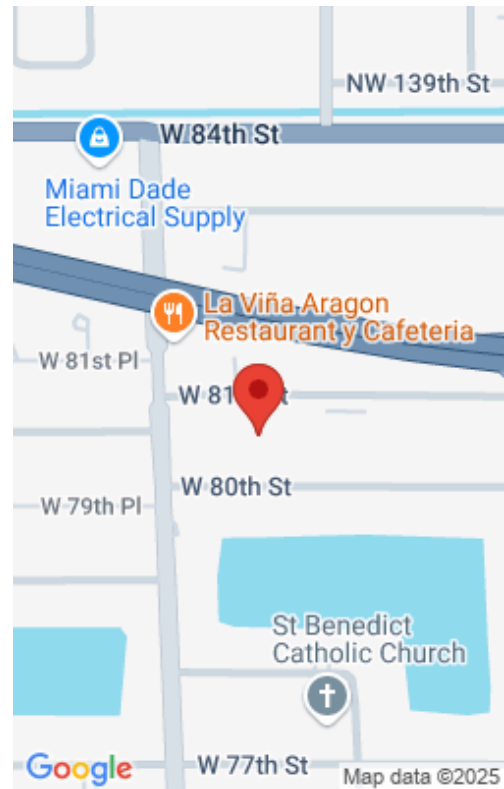 NW 139th St
W 84th St
Miami Dade
Electrical Supply
La Viña Aragon
Restaurant y Cafeteria
W 81st Pl
W 81 t
W 80th St
W 79th Pl
St Benedict
Catholic Church
W 77th St
Google
Map data ©2025